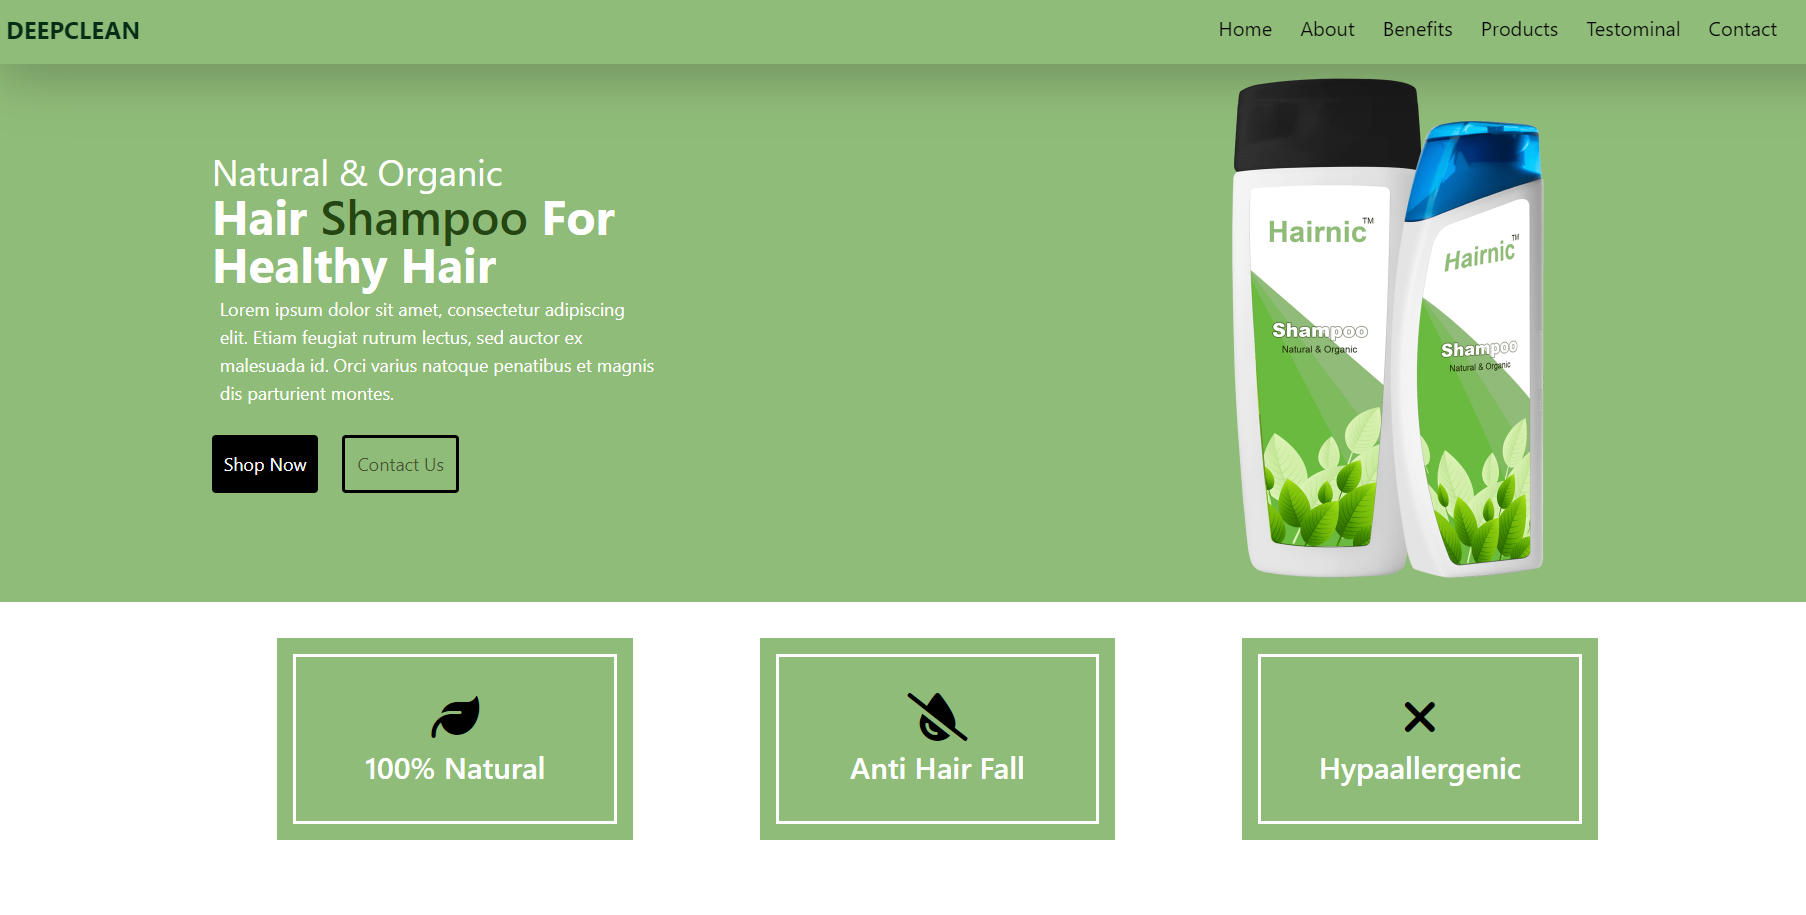 DEEPCLEAN
Home About Benefits Products Testominal Contact
Natural & Organic
Hair Shampoo For
Healthy Hair
Lorem ipsum dolor sit amet, consectetur adipiscing
elit. Etiam feugiat rutrum lectus, sed auctor ex
malesuada id. Orci varius natoque penatibus et magnis
dis parturient montes.
Shop Now
Contact Us
Hairnic™
Shampoo
Natural & Organic
Hairnic™
Shampoo
Natural & Organic
100% Natural
Anti Hair Fall
Hypaallergenic